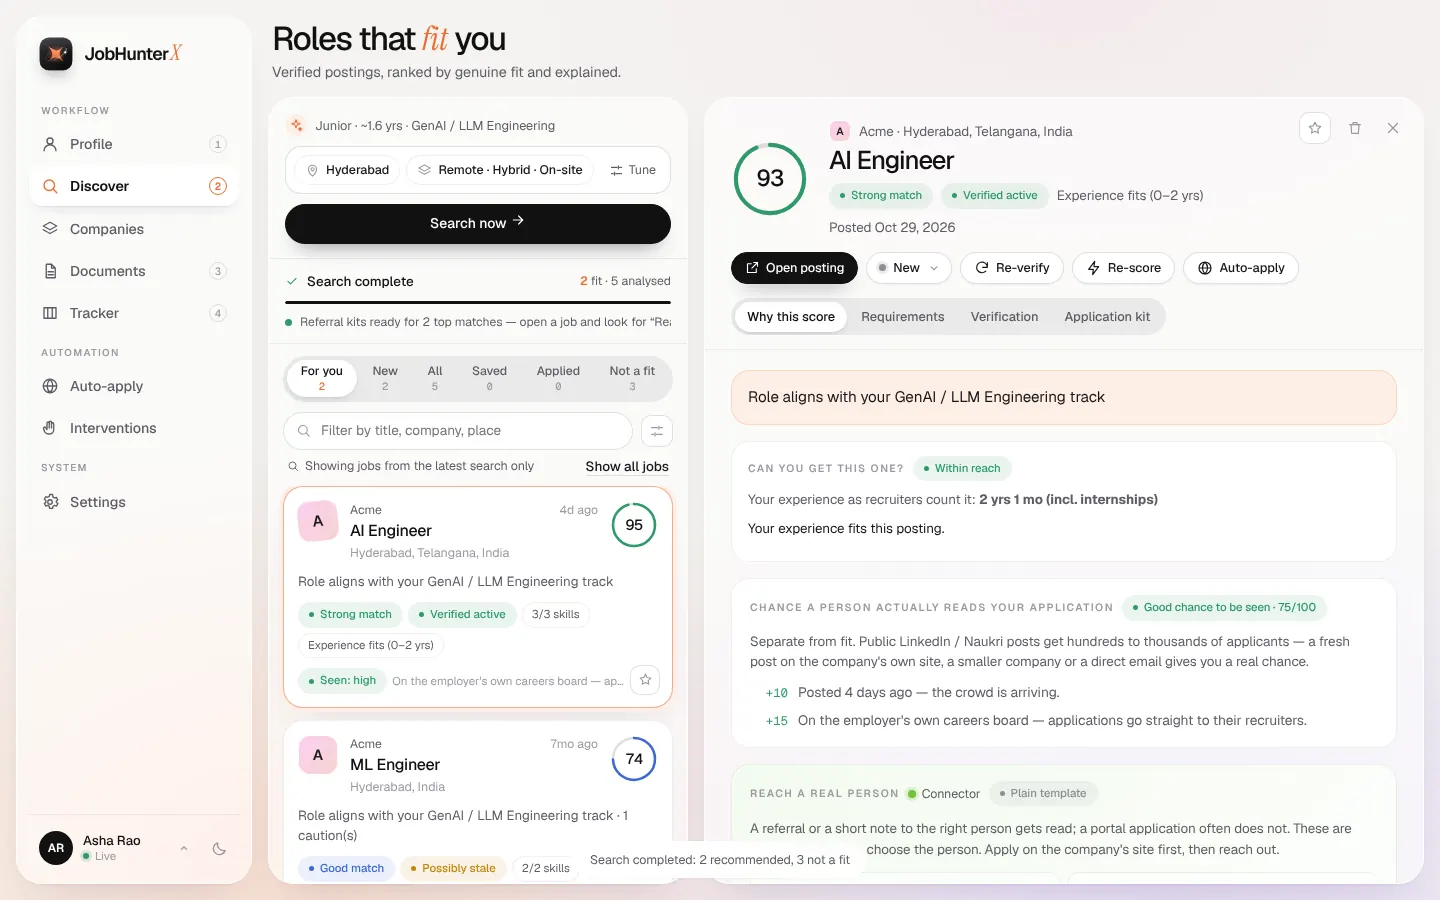 JobHunterX
WORKFLOW
Profile 1
Discover 2
Companies
Documents 3
Tracker 4
AUTOMATION
Auto-apply
Interventions
SYSTEM
Settings
AR
Asha Rao
Live
Roles that fit you
Verified postings, ranked by genuine fit and explained.
Junior · ~1.6 yrs · GenAI / LLM Engineering
Hyderabad
Remote · Hybrid · On-site
Tune
Search now →
Search complete
2 fit · 5 analysed
Referral kits ready for 2 top matches — open a job and look for “Rea
For you 2
New 2
All 5
Saved 0
Applied 0
Not a fit 3
Filter by title, company, place
Showing jobs from the latest search only
Show all jobs
A
Acme
4d ago
95
AI Engineer
Hyderabad, Telangana, India
Role aligns with your GenAI / LLM Engineering track
Strong match
Verified active
3/3 skills
Experience fits (0–2 yrs)
Seen: high
On the employer's own careers board — ap...
A
Acme
7mo ago
74
ML Engineer
Hyderabad, India
Role aligns with your GenAI / LLM Engineering track · 1
caution(s)
Good match
Possibly stale
2/2 skills
93
A
Acme · Hyderabad, Telangana, India
AI Engineer
Strong match
Verified active
Experience fits (0–2 yrs)
Posted Oct 29, 2026
Open posting
New
Re-verify
Re-score
Auto-apply
Why this score
Requirements
Verification
Application kit
Role aligns with your GenAI / LLM Engineering track
CAN YOU GET THIS ONE?
Within reach
Your experience as recruiters count it: 2 yrs 1 mo (incl. internships)
Your experience fits this posting.
CHANCE A PERSON ACTUALLY READS YOUR APPLICATION
Good chance to be seen · 75/100
Separate from fit. Public LinkedIn / Naukri posts get hundreds to thousands of applicants — a fresh
post on the company's own site, a smaller company or a direct email gives you a real chance.
+10 Posted 4 days ago — the crowd is arriving.
+15 On the employer's own careers board — applications go straight to their recruiters.
REACH A REAL PERSON
Connector
Plain template
A referral or a short note to the right person gets read; a portal application often does not. These are
choose the person. Apply on the company's site first, then reach out.
Search completed: 2 recommended, 3 not a fit